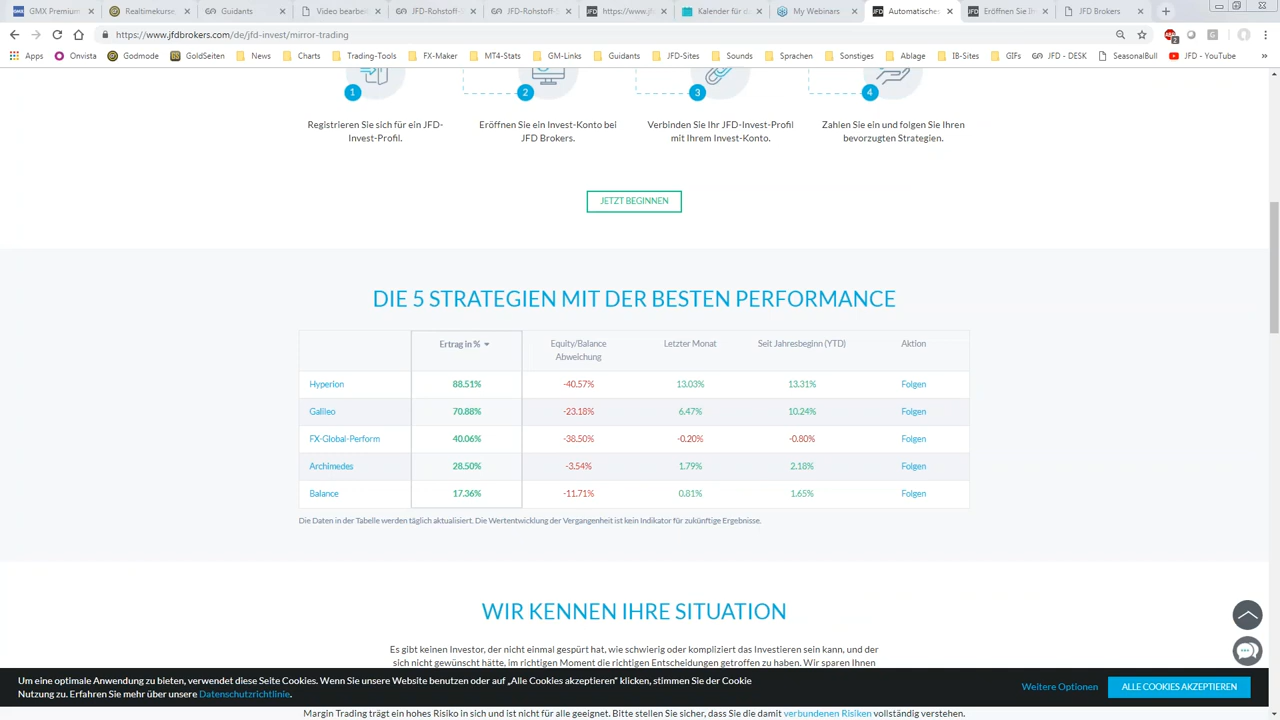 GMX Premium
Realtimekurse
Guidants
Video bearbeit
JFD-Rohstoff-
JFD-Rohstoff-
https://www.jf
Kalender für d
My Webinars
Automatisches
Eröffnen Sie Ih
JFD Brokers
https://www.jfdbrokers.com/de/jfd-invest/mirror-trading
Apps
Onvista
Godmode
GoldSeiten
News
Charts
Trading-Tools
FX-Maker
MT4-Stats
GM-Links
Guidants
JFD-Sites
Sounds
Sprachen
Sonstiges
Ablage
IB-Sites
GIFs
JFD - DESK
SeasonalBull
JFD - YouTube
1
2
3
4
Registrieren Sie sich für ein JFD-
Invest-Profil.
Eröffnen Sie ein Invest-Konto bei
JFD Brokers.
Verbinden Sie Ihr JFD-Invest-Profil
mit Ihrem Invest-Konto.
Zahlen Sie ein und folgen Sie Ihren
bevorzugten Strategien.
JETZT BEGINNEN
DIE 5 STRATEGIEN MIT DER BESTEN PERFORMANCE
Ertrag in %
Equity/Balance
Abweichung
Letzter Monat
Seit Jahresbeginn (YTD)
Aktion
Hyperion 88.51% -40.57% 13.03% 13.31% Folgen
Galileo 70.88% -23.18% 6.47% 10.24% Folgen
FX-Global-Perform 40.06% -38.50% -0.20% -0.80% Folgen
Archimedes 28.50% -3.54% 1.79% 2.18% Folgen
Balance 17.36% -11.71% 0.81% 1.65% Folgen
Die Daten in der Tabelle werden täglich aktualisiert. Die Wertentwicklung der Vergangenheit ist kein Indikator für zukünftige Ergebnisse.
WIR KENNEN IHRE SITUATION
Es gibt keinen Investor, der nicht einmal gespürt hat, wie schwierig oder kompliziert das Investieren sein kann, und der
sich nicht gewünscht hätte, im richtigen Moment die richtigen Entscheidungen getroffen zu haben. Wir sparen Ihnen
Um eine optimale Anwendung zu bieten, verwendet diese Seite Cookies. Wenn Sie unsere Website benutzen oder auf „Alle Cookies akzeptieren" klicken, stimmen Sie der Cookie
Nutzung zu. Erfahren Sie mehr über unsere Datenschutzrichtlinie.
Weitere Optionen
ALLE COOKIES AKZEPTIEREN
Margin Trading trägt ein hohes Risiko in sich und ist nicht für alle geeignet. Bitte stellen Sie sicher, dass Sie die damit verbundenen Risiken vollständig verstehen.